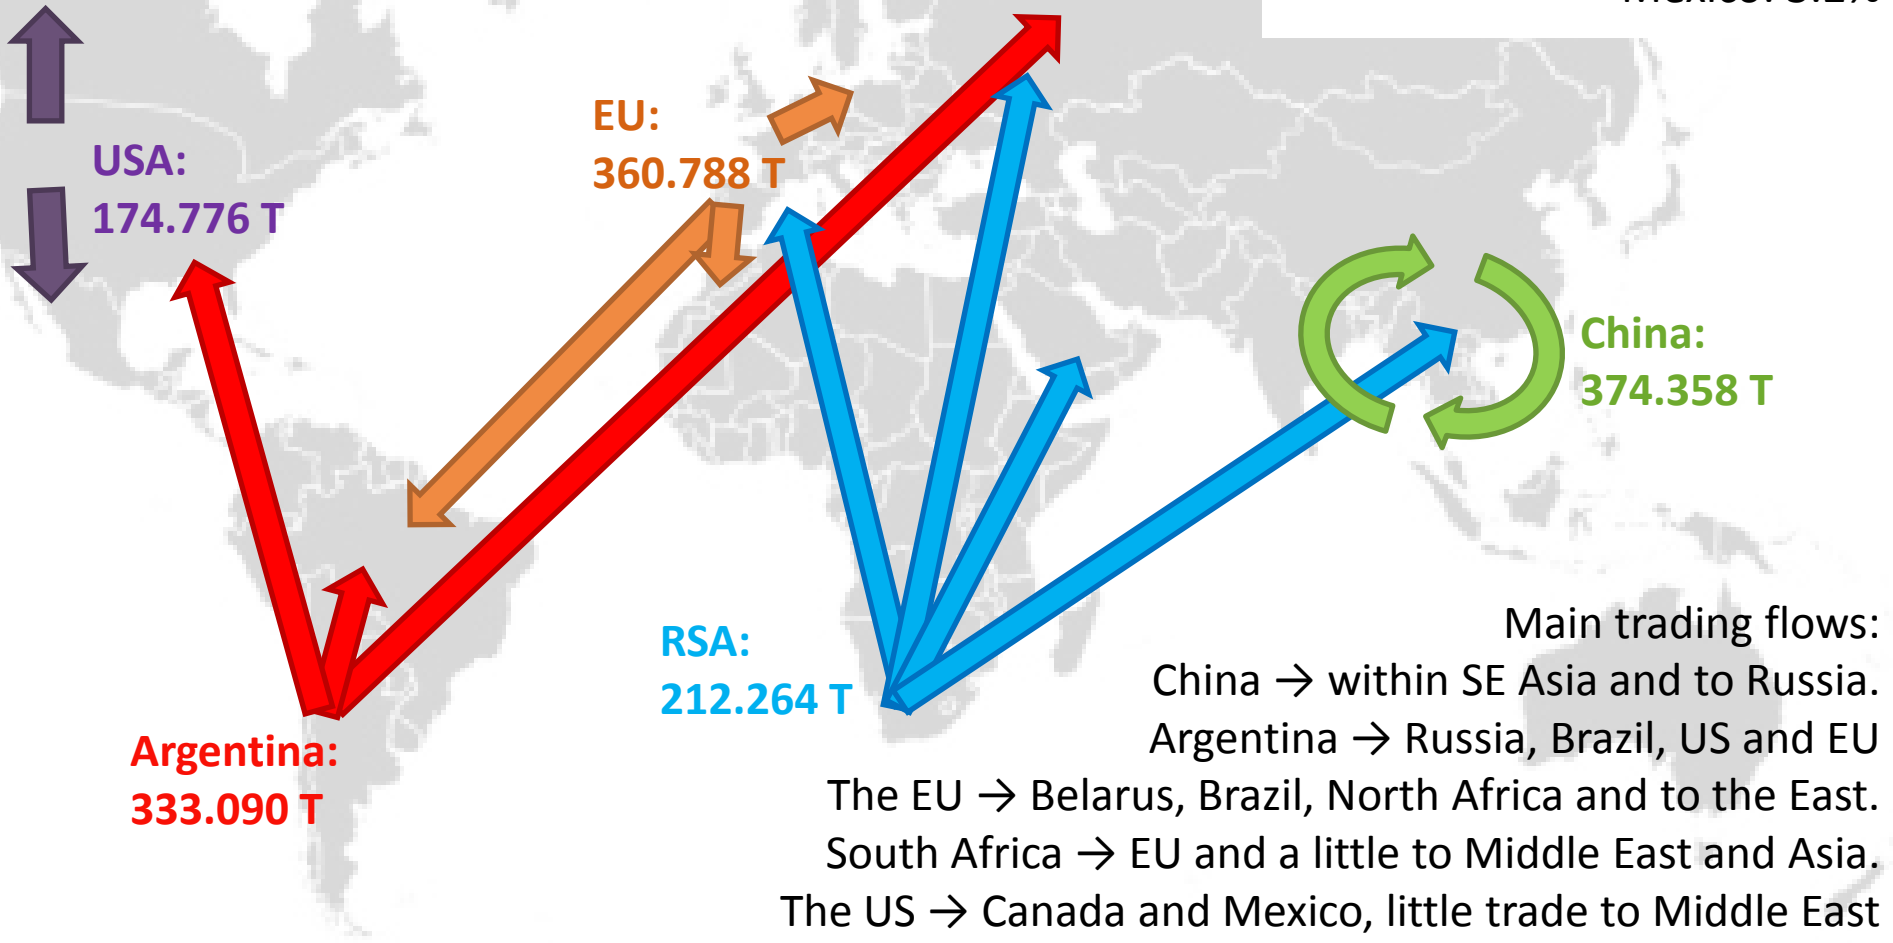 USA:
174.776 T
EU:
360.788 T
China:
374.358 T
RSA:
212.264 T
Argentina:
333.090 T
Main trading flows:
China → within SE Asia and to Russia.
Argentina → Russia, Brazil, US and EU
The EU → Belarus, Brazil, North Africa and to the East.
South Africa → EU and a little to Middle East and Asia.
The US → Canada and Mexico, little trade to Middle East